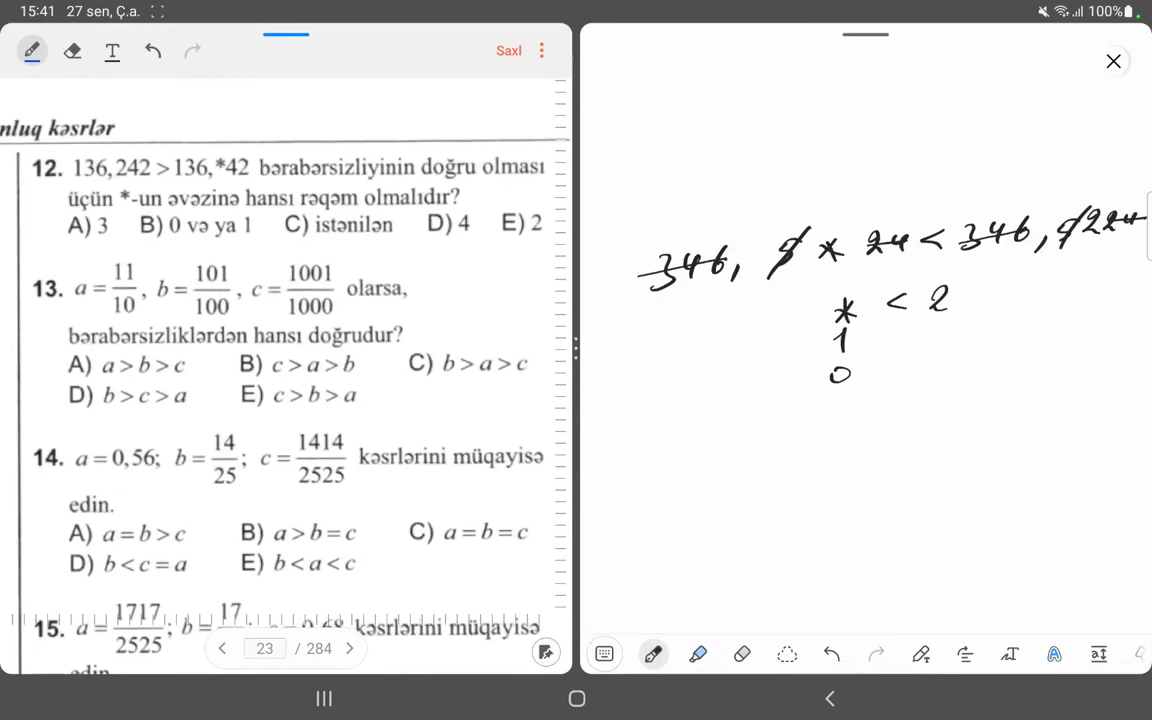 15:41 27 sen, Ç.a. 100%
T Saxl
nluq kəsrlər
12. 136,242 > 136,*42 bərabərsizliyinin doğru olması
üçün *-un əvəzinə hansı rəqəm olmalıdır?
A) 3 B) 0 və ya 1 C) istənilən D) 4 E) 2
13. a = 11/10, b = 101/100, c = 1001/1000 olarsa,
bərabərsizliklərdən hansı doğrudur?
A) a > b > c B) c > a > b C) b > a > c
D) b > c > a E) c > b > a
14. a = 0,56; b = 14/25; c = 1414/2525 kəsrlərini müqayisə
edin.
A) a = b > c B) a > b = c C) a = b = c
D) b < c = a E) b < a < c
15. a = 1717/2525; b = 17 kəsrlərini müqayisə
23 / 284
346, * 24 < 346, 224
* < 2
1
0